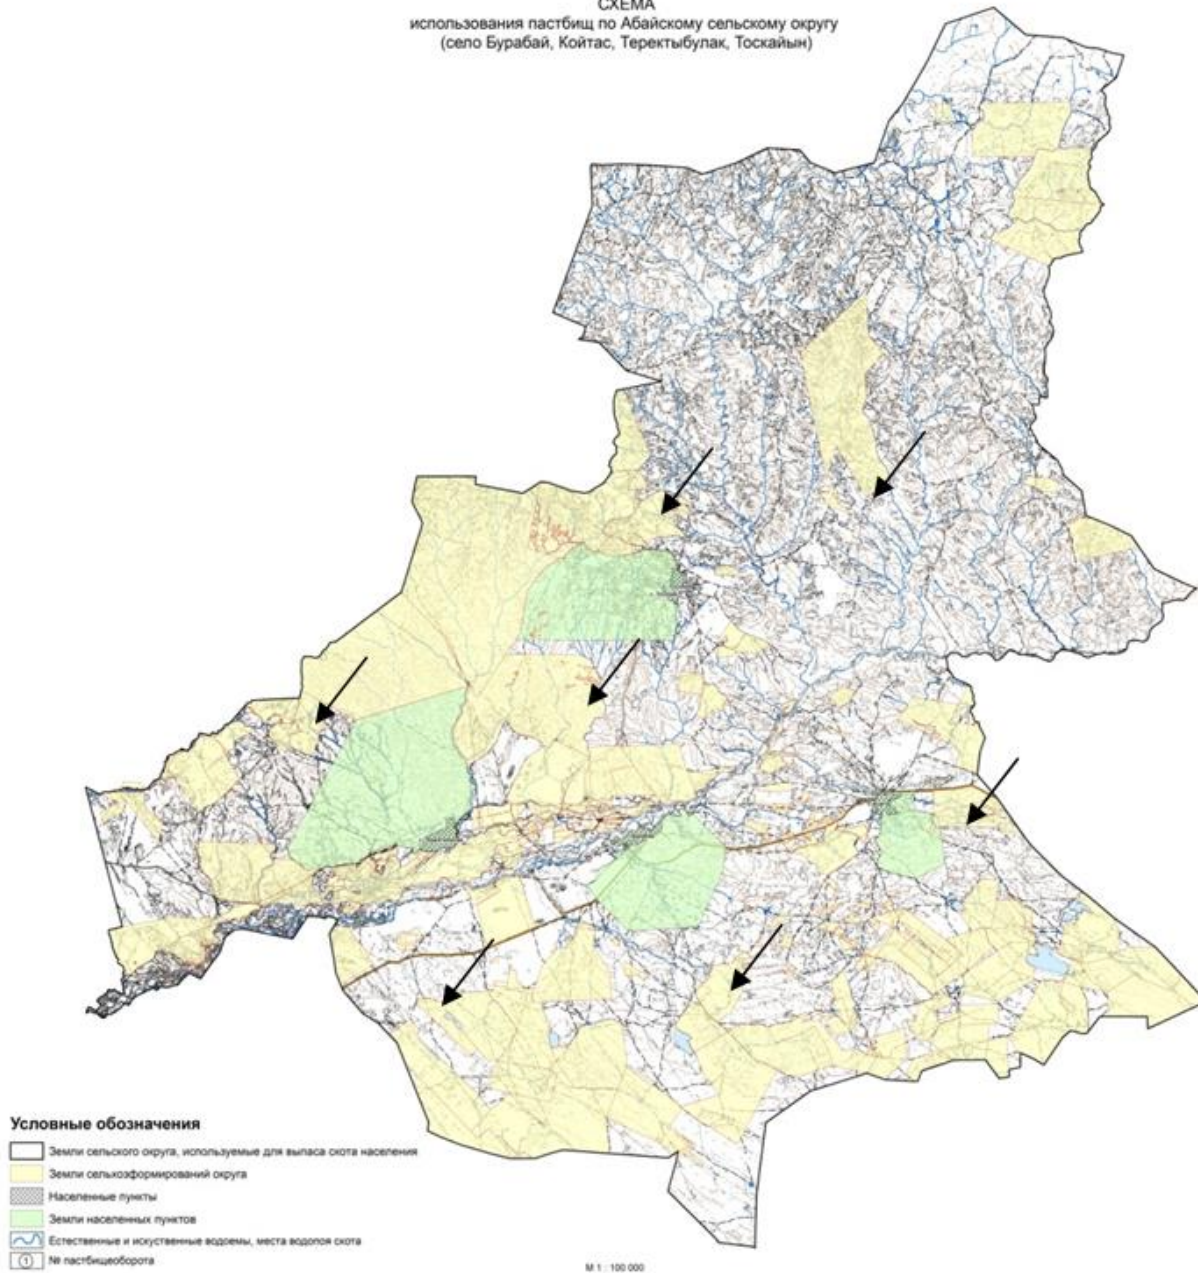 СХЕМА
использования пастбищ по Абайскому сельскому округу
(село Бурабай, Койтас, Теректыбулак, Тоскайын)
Условные обозначения
Земли сельского округа, используемые для выпаса скота населения
Земли сельхозформирований округа
Населенные пункты
Земли населенных пунктов
Естественные и искуственные водоемы, места водопоя скота
1 № пастбищеоборота
М 1 : 100 000